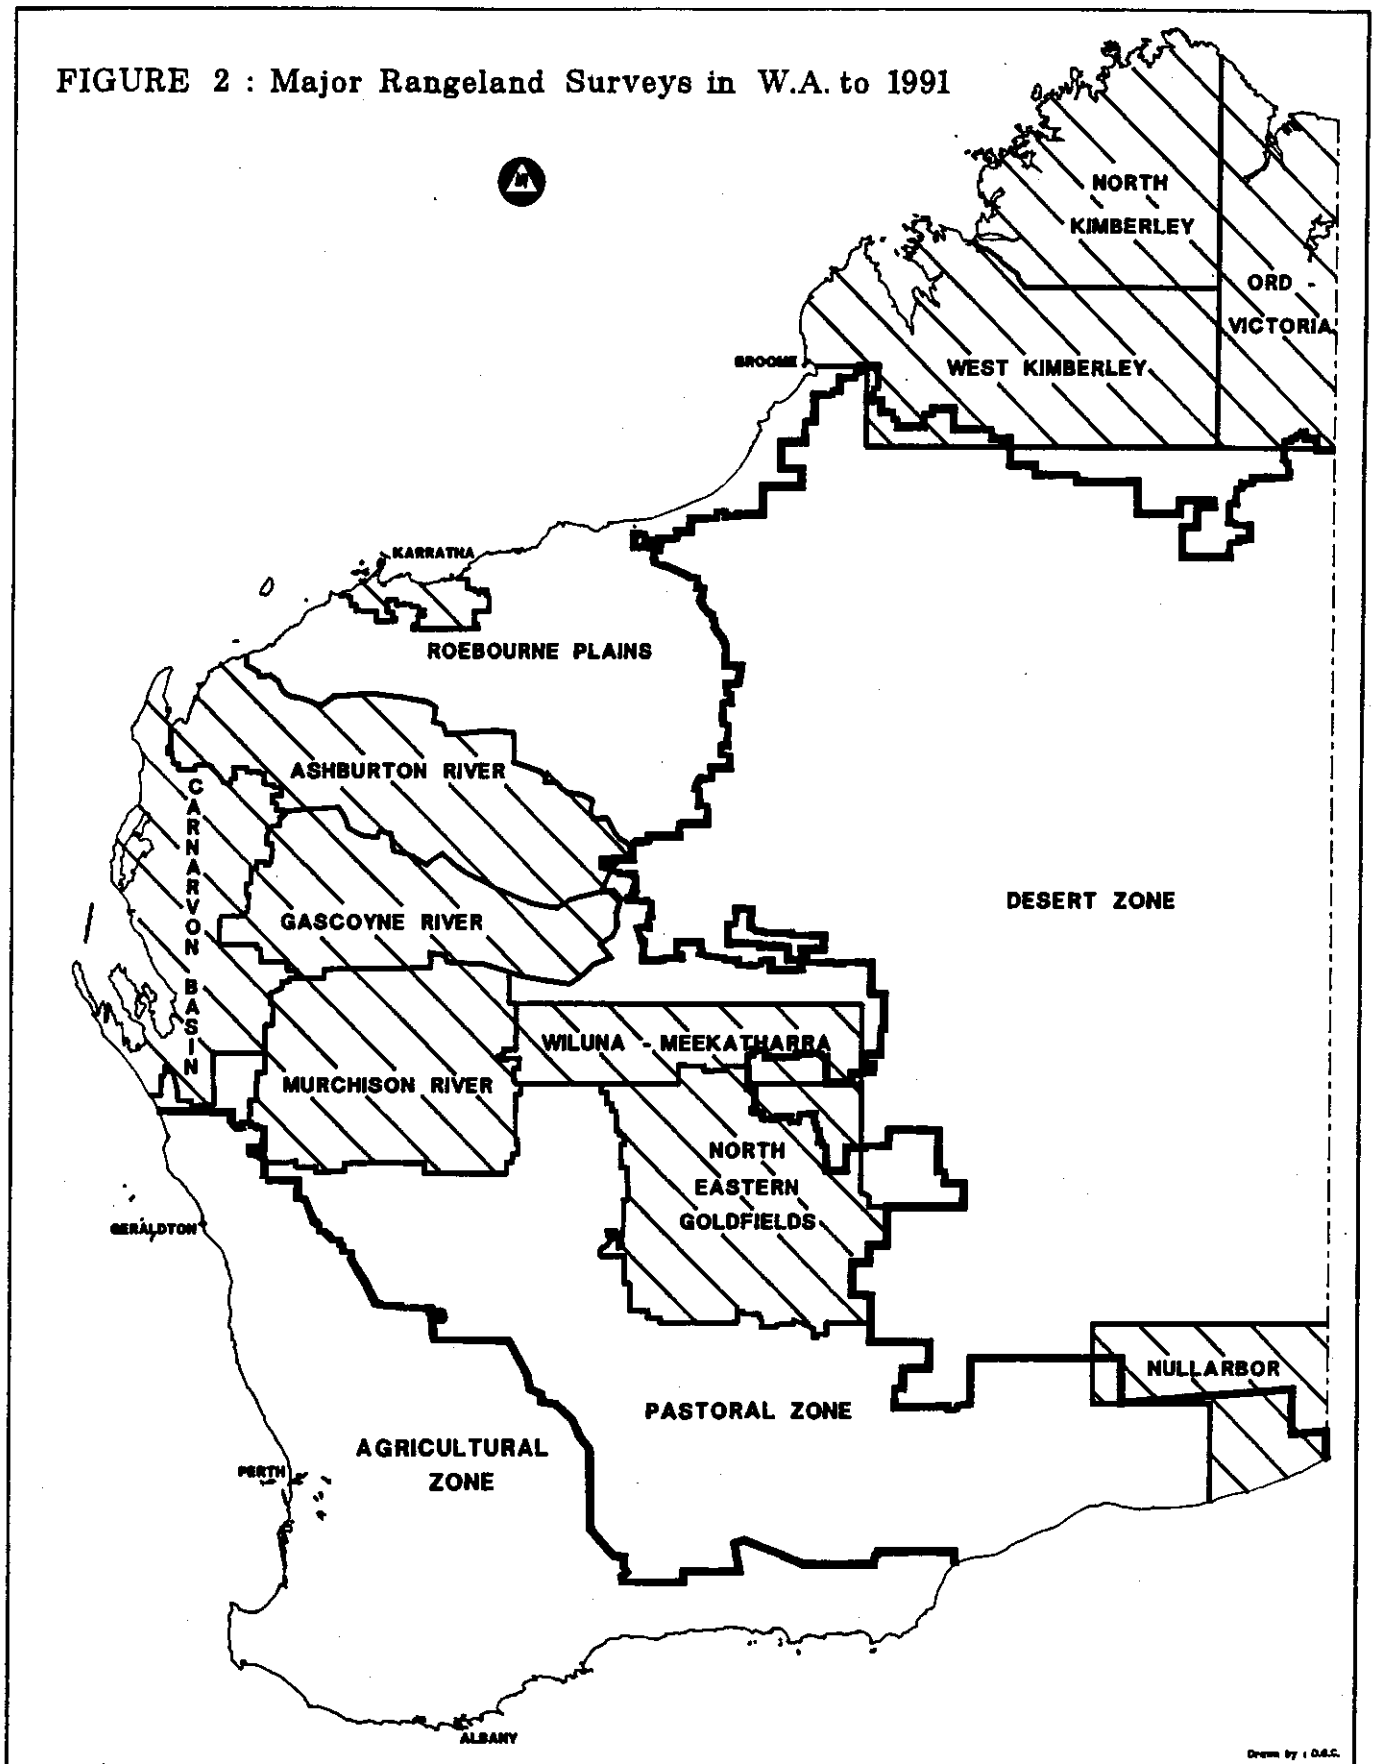 FIGURE 2 : Major Rangeland Surveys in W.A. to 1991
N
NORTH
KIMBERLEY
ORD -
VICTORIA
BROOME
WEST KIMBERLEY
KARRATHA
ROEBOURNE PLAINS
ASHBURTON RIVER
CARNARVON BASIN
GASCOYNE RIVER
DESERT ZONE
WILUNA - MEEKATHARRA
MURCHISON RIVER
NORTH
EASTERN
GOLDFIELDS
GERALDTON
NULLARBOR
PASTORAL ZONE
AGRICULTURAL
ZONE
PERTH
ALBANY
Drawn by : D.G.C.